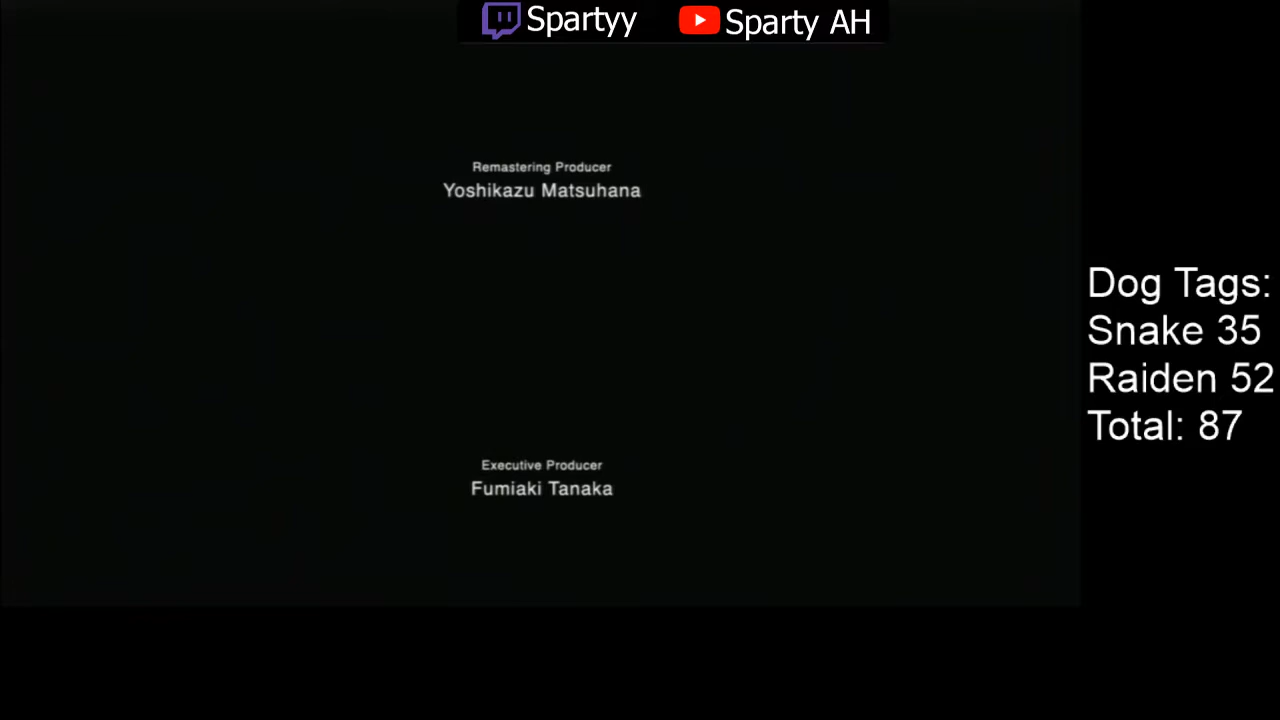 Spartyy Sparty AH
Remastering Producer
Yoshikazu Matsuhana
Dog Tags:
Snake 35
Raiden 52
Total: 87
Executive Producer
Fumiaki Tanaka